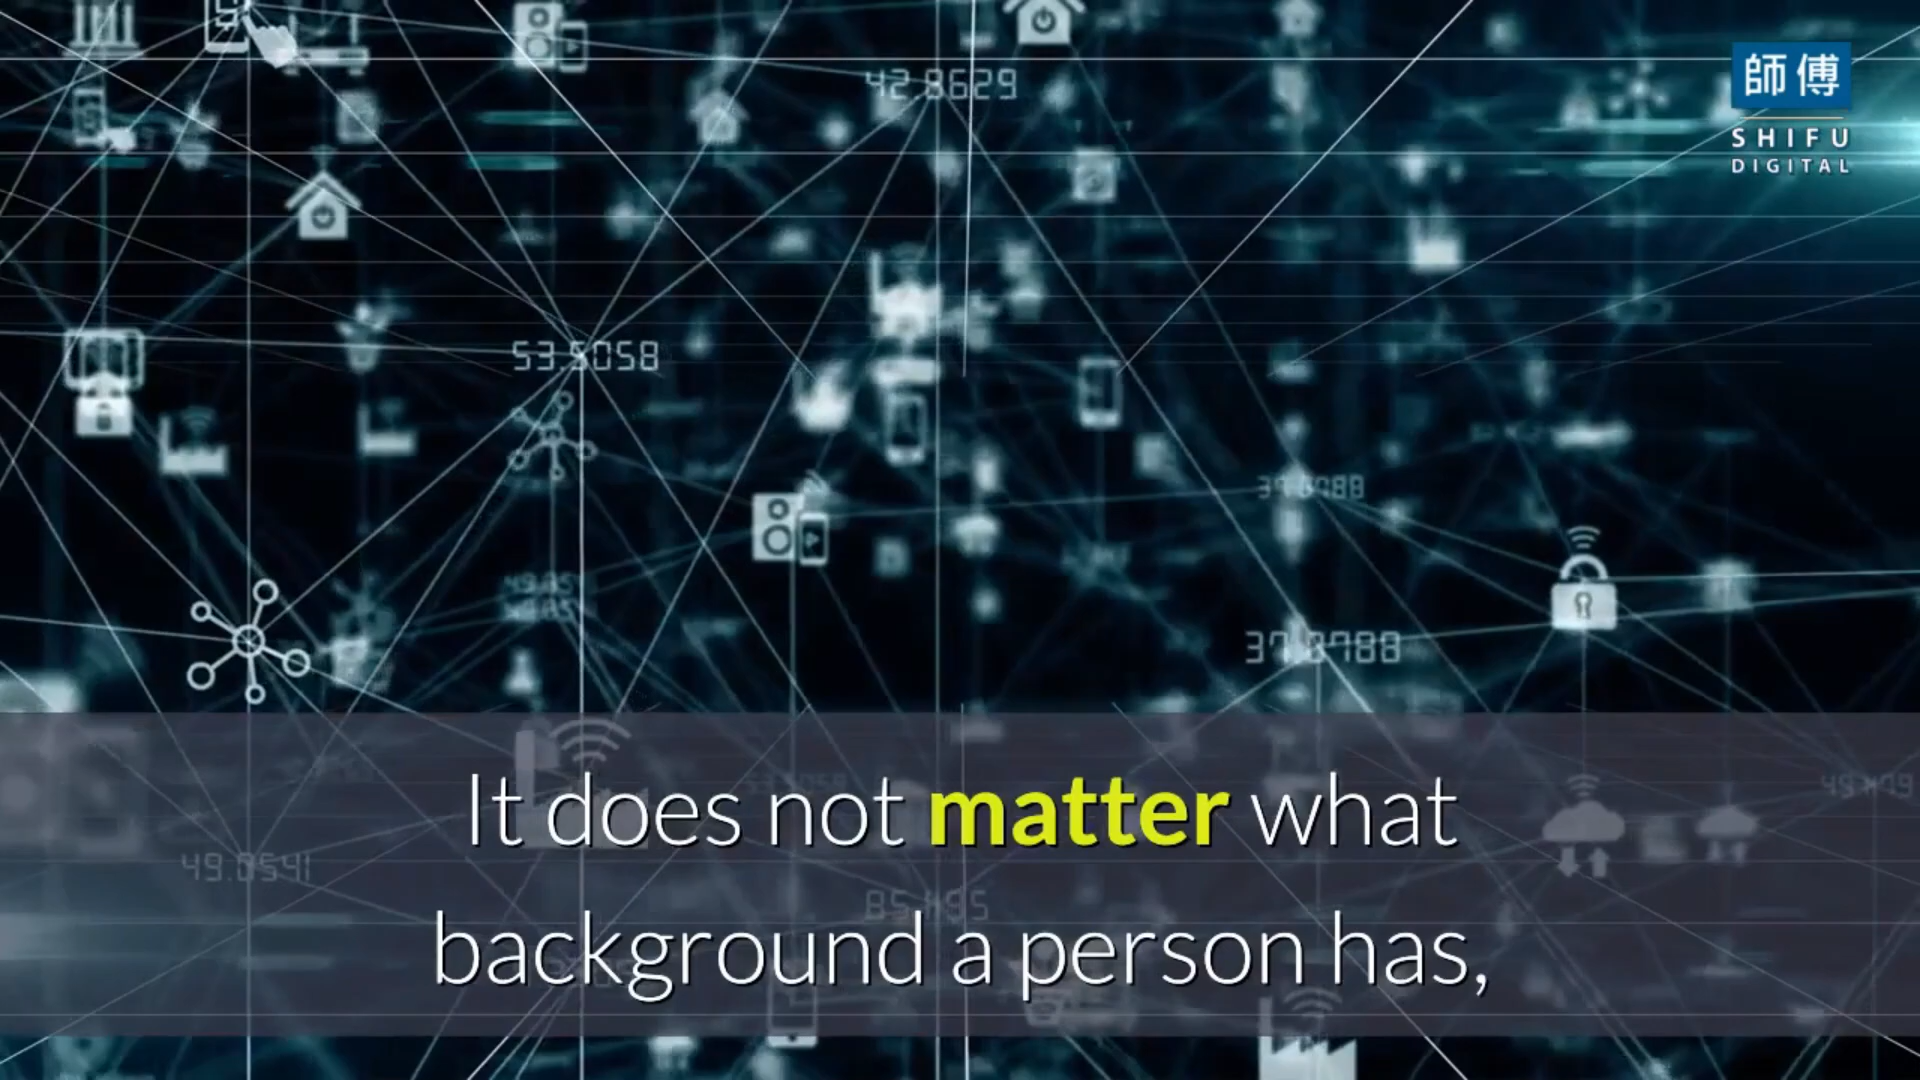 42.8629
師傅
SHIFU
DIGITAL
53.5058
It does not matter what
background a person has,